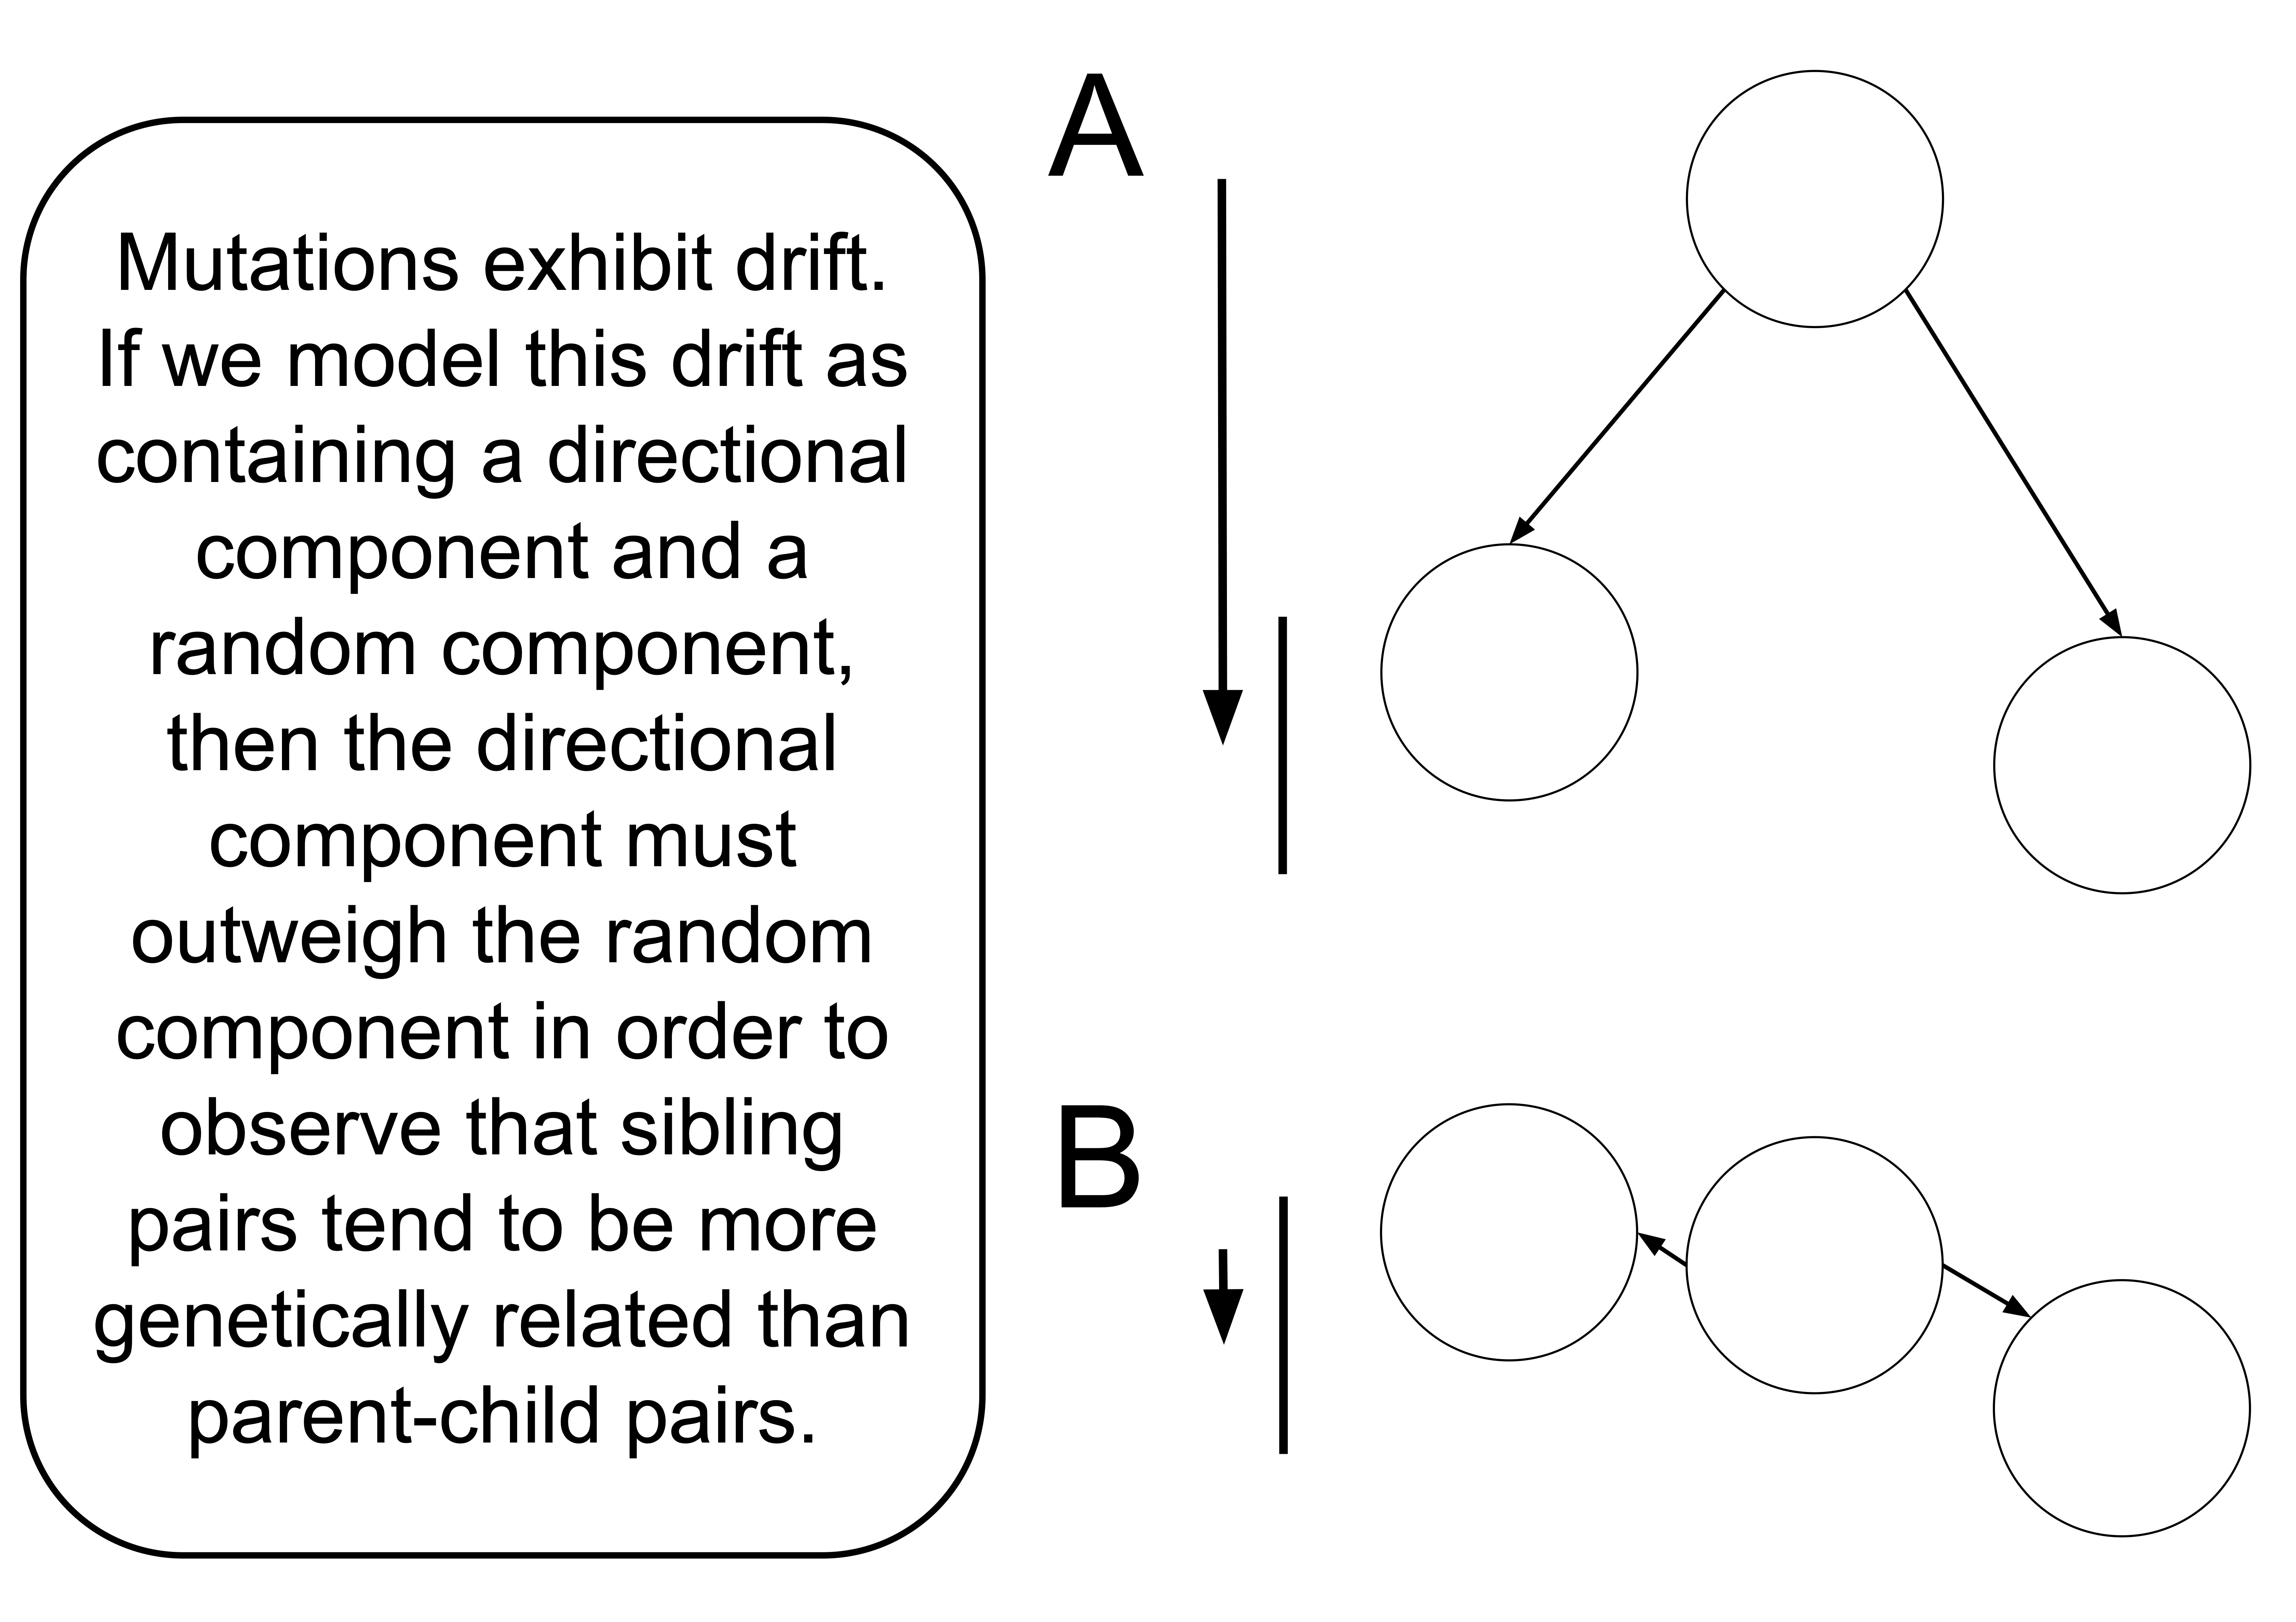 Mutations exhibit drift.
If we model this drift as
containing a directional
component and a
random component,
then the directional
component must
outweigh the random
component in order to
observe that sibling
pairs tend to be more
genetically related than
parent-child pairs.
A
B